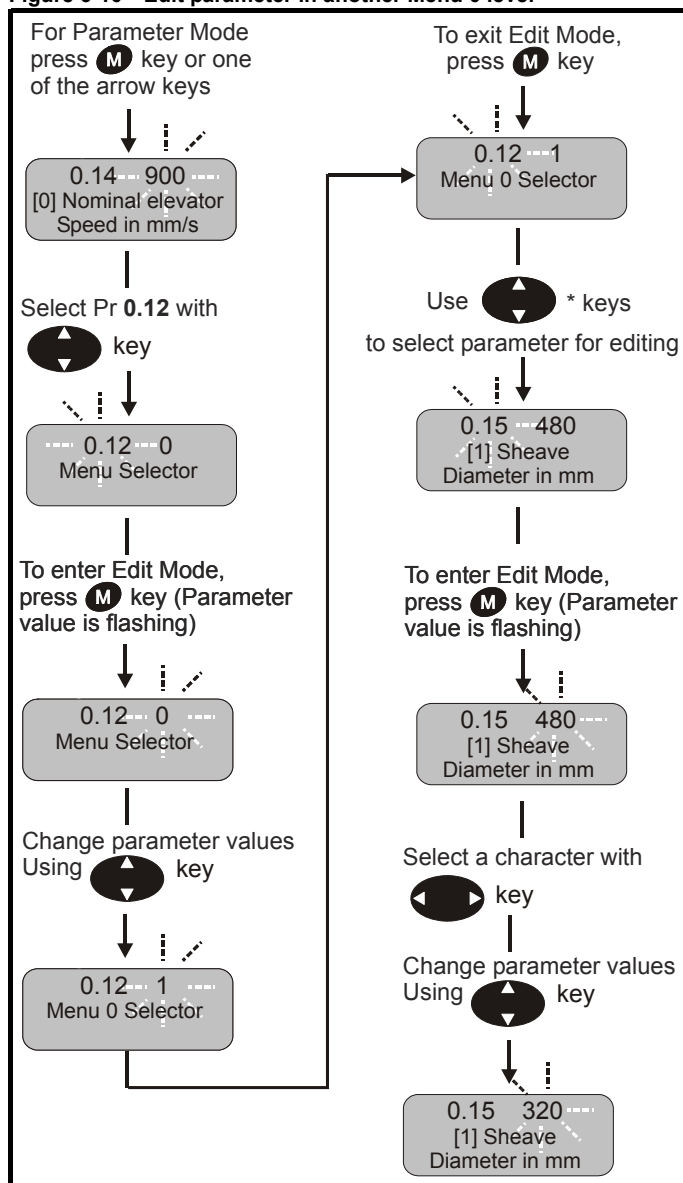 Figure 5-10 Edit parameter in another Menu 0 level
For Parameter Mode
press M key or one
of the arrow keys
0.14 900
[0] Nominal elevator
Speed in mm/s
Select Pr 0.12 with
key
0.12 0
Menu Selector
To enter Edit Mode,
press M key (Parameter
value is flashing)
0.12 0
Menu Selector
Change parameter values
Using key
0.12 1
Menu 0 Selector
To exit Edit Mode,
press M key
0.12 1
Menu 0 Selector
Use * keys
to select parameter for editing
0.15 480
[1] Sheave
Diameter in mm
To enter Edit Mode,
press M key (Parameter
value is flashing)
0.15 480
[1] Sheave
Diameter in mm
Select a character with
key
Change parameter values
Using key
0.15 320
[1] Sheave
Diameter in mm